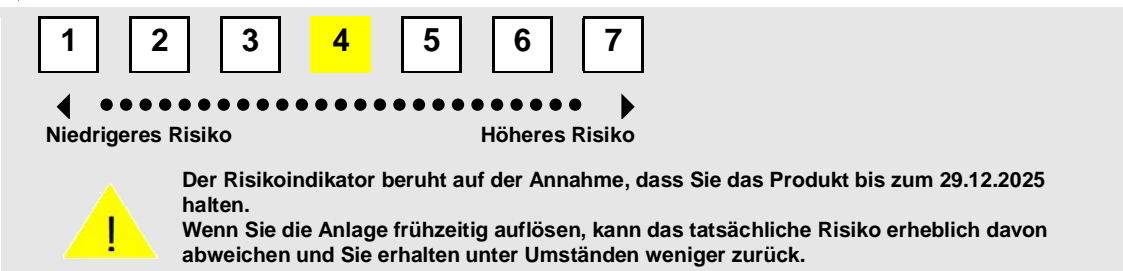 1 2 3 4 5 6 7
Niedrigeres Risiko Höheres Risiko
Der Risikoindikator beruht auf der Annahme, dass Sie das Produkt bis zum 29.12.2025
halten.
Wenn Sie die Anlage frühzeitig auflösen, kann das tatsächliche Risiko erheblich davon
abweichen und Sie erhalten unter Umständen weniger zurück.
!